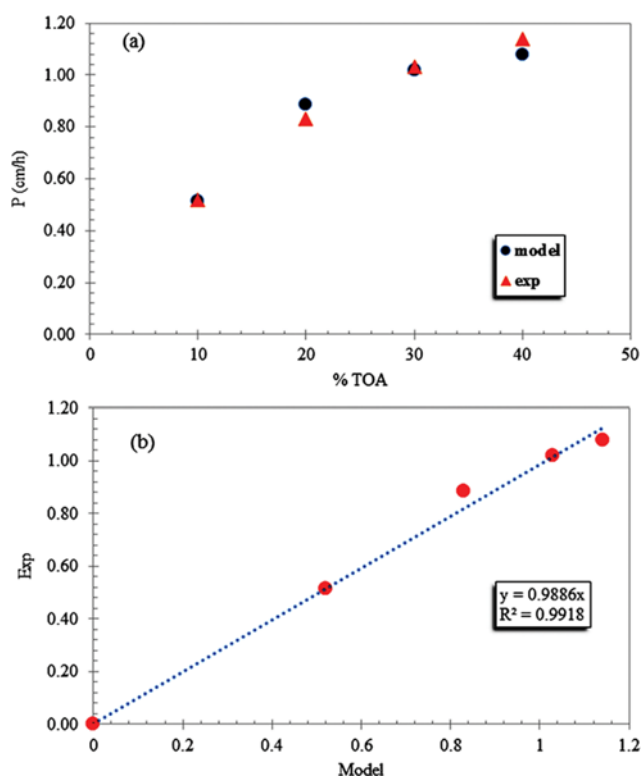 (a)
1.20
1.00
0.80
0.60
0.40
0.20
0.00
P (cm/h)
model
exp
0 10 20 30 40 50
% TOA
(b)
1.20
1.00
0.80
0.60
0.40
0.20
0.00
Exp
y = 0.9886x
R² = 0.9918
0 0.2 0.4 0.6 0.8 1 1.2
Model